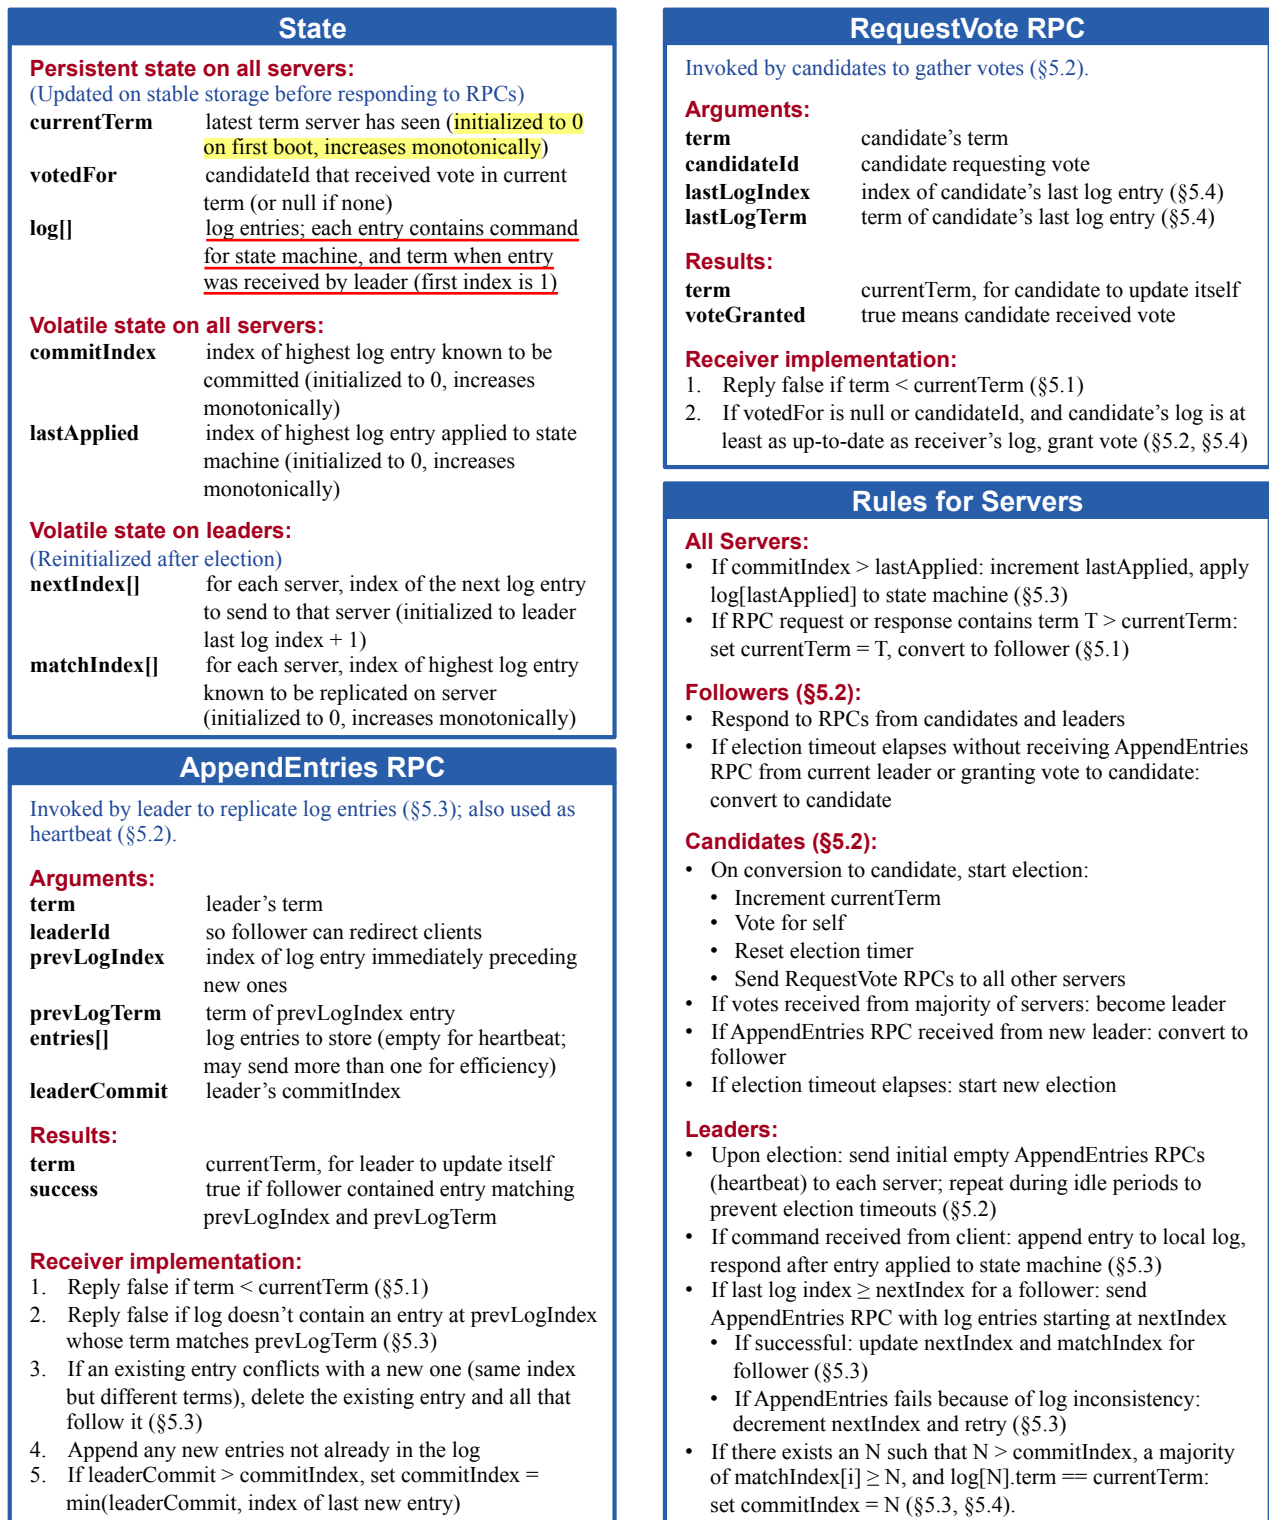 State
Persistent state on all servers:
(Updated on stable storage before responding to RPCs)
currentTerm latest term server has seen (initialized to 0
on first boot, increases monotonically)
votedFor candidateId that received vote in current
term (or null if none)
log[] log entries; each entry contains command
for state machine, and term when entry
was received by leader (first index is 1)
Volatile state on all servers:
commitIndex index of highest log entry known to be
committed (initialized to 0, increases
monotonically)
lastApplied index of highest log entry applied to state
machine (initialized to 0, increases
monotonically)
Volatile state on leaders:
(Reinitialized after election)
nextIndex[] for each server, index of the next log entry
to send to that server (initialized to leader
last log index + 1)
matchIndex[] for each server, index of highest log entry
known to be replicated on server
(initialized to 0, increases monotonically)
AppendEntries RPC
Invoked by leader to replicate log entries (§5.3); also used as
heartbeat (§5.2).
Arguments:
term leader's term
leaderId so follower can redirect clients
prevLogIndex index of log entry immediately preceding
new ones
prevLogTerm term of prevLogIndex entry
entries[] log entries to store (empty for heartbeat;
may send more than one for efficiency)
leaderCommit leader's commitIndex
Results:
term currentTerm, for leader to update itself
success true if follower contained entry matching
prevLogIndex and prevLogTerm
Receiver implementation:
1. Reply false if term < currentTerm (§5.1)
2. Reply false if log doesn't contain an entry at prevLogIndex
whose term matches prevLogTerm (§5.3)
3. If an existing entry conflicts with a new one (same index
but different terms), delete the existing entry and all that
follow it (§5.3)
4. Append any new entries not already in the log
5. If leaderCommit > commitIndex, set commitIndex =
min(leaderCommit, index of last new entry)
RequestVote RPC
Invoked by candidates to gather votes (§5.2).
Arguments:
term candidate's term
candidateId candidate requesting vote
lastLogIndex index of candidate's last log entry (§5.4)
lastLogTerm term of candidate's last log entry (§5.4)
Results:
term currentTerm, for candidate to update itself
voteGranted true means candidate received vote
Receiver implementation:
1. Reply false if term < currentTerm (§5.1)
2. If votedFor is null or candidateId, and candidate's log is at
least as up-to-date as receiver's log, grant vote (§5.2, §5.4)
Rules for Servers
All Servers:
• If commitIndex > lastApplied: increment lastApplied, apply
log[lastApplied] to state machine (§5.3)
• If RPC request or response contains term T > currentTerm:
set currentTerm = T, convert to follower (§5.1)
Followers (§5.2):
• Respond to RPCs from candidates and leaders
• If election timeout elapses without receiving AppendEntries
RPC from current leader or granting vote to candidate:
convert to candidate
Candidates (§5.2):
• On conversion to candidate, start election:
• Increment currentTerm
• Vote for self
• Reset election timer
• Send RequestVote RPCs to all other servers
• If votes received from majority of servers: become leader
• If AppendEntries RPC received from new leader: convert to
follower
• If election timeout elapses: start new election
Leaders:
• Upon election: send initial empty AppendEntries RPCs
(heartbeat) to each server; repeat during idle periods to
prevent election timeouts (§5.2)
• If command received from client: append entry to local log,
respond after entry applied to state machine (§5.3)
• If last log index ≥ nextIndex for a follower: send
AppendEntries RPC with log entries starting at nextIndex
• If successful: update nextIndex and matchIndex for
follower (§5.3)
• If AppendEntries fails because of log inconsistency:
decrement nextIndex and retry (§5.3)
• If there exists an N such that N > commitIndex, a majority
of matchIndex[i] ≥ N, and log[N].term == currentTerm:
set commitIndex = N (§5.3, §5.4).